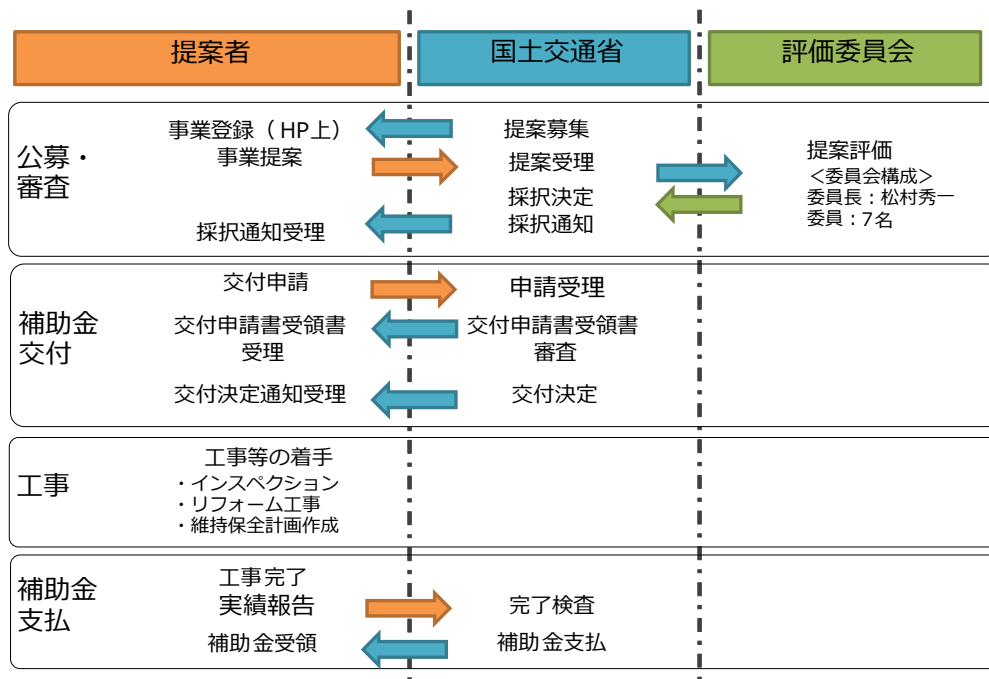 提案者
国土交通省
評価委員会
公募・
審査
事業登録（HP上）
事業提案
採択通知受理
提案募集
提案受理
採択決定
採択通知
提案評価
＜委員会構成＞
委員長：松村秀一
委員：7名
補助金
交付
交付申請
交付申請書受領書
受理
交付決定通知受理
申請受理
交付申請書受領書
審査
交付決定
工事
工事等の着手
・インスペクション
・リフォーム工事
・維持保全計画作成
補助金
支払
工事完了
実績報告
補助金受領
完了検査
補助金支払